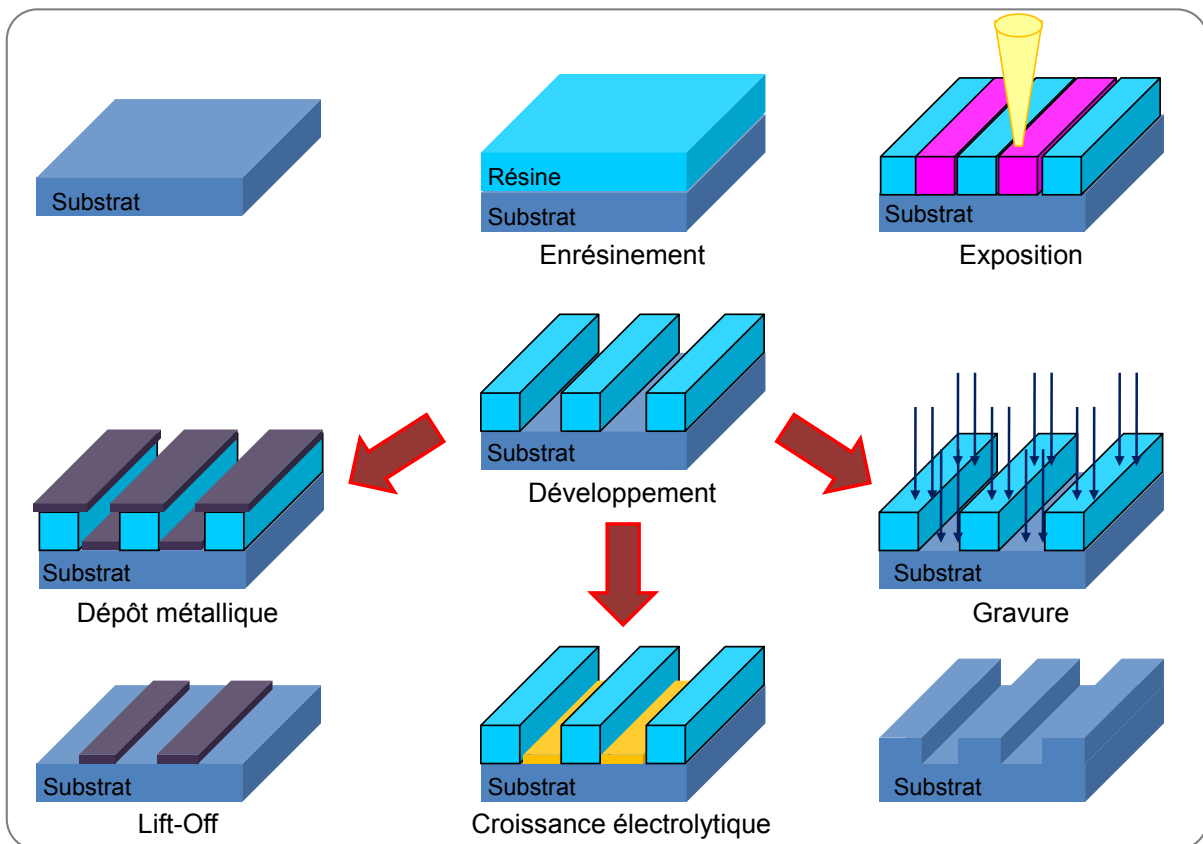 Substrat
Résine
Substrat
Enrésinement
Substrat
Exposition
Développement
Substrat
Dépôt métallique
Substrat
Gravure
Substrat
Lift-Off
Substrat
Croissance électrolytique
Substrat
Substrat